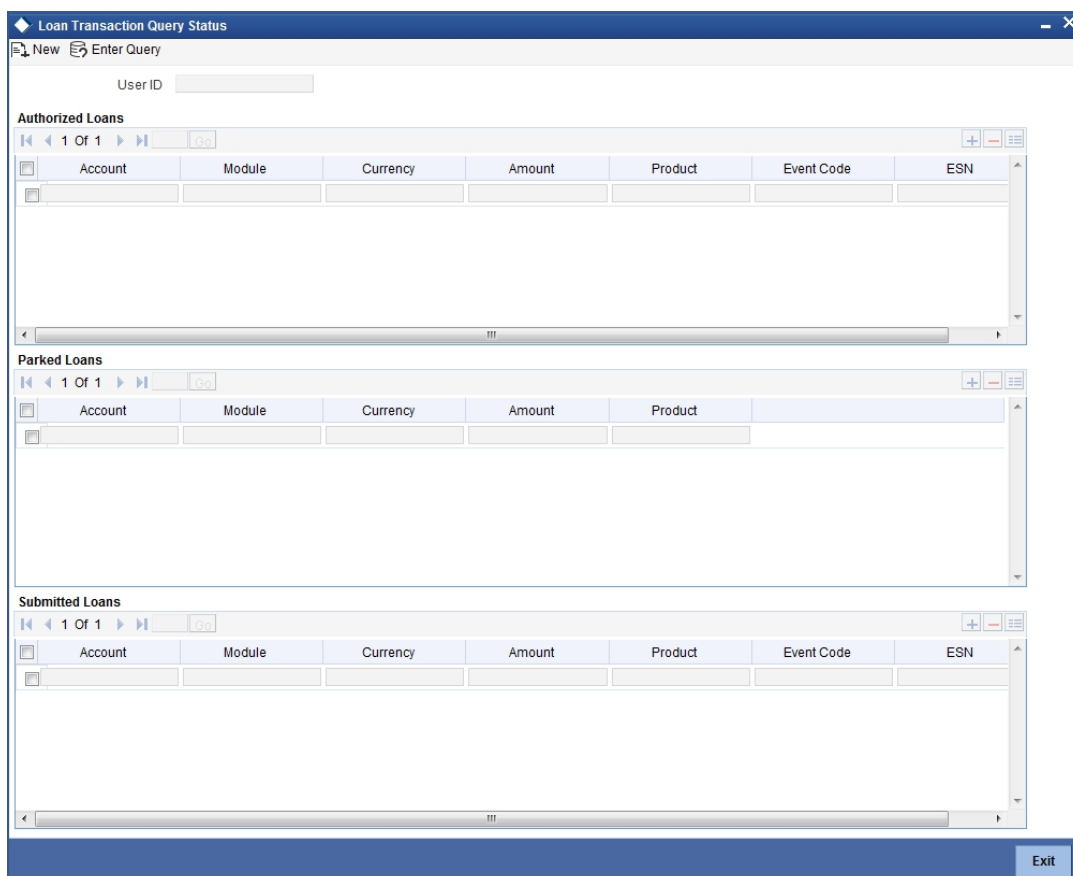 Loan Transaction Query Status
New Enter Query
User ID
Authorized Loans
1 Of 1 Go
Account Module Currency Amount Product Event Code ESN
Parked Loans
1 Of 1 Go
Account Module Currency Amount Product
Submitted Loans
1 Of 1 Go
Account Module Currency Amount Product Event Code ESN
Exit